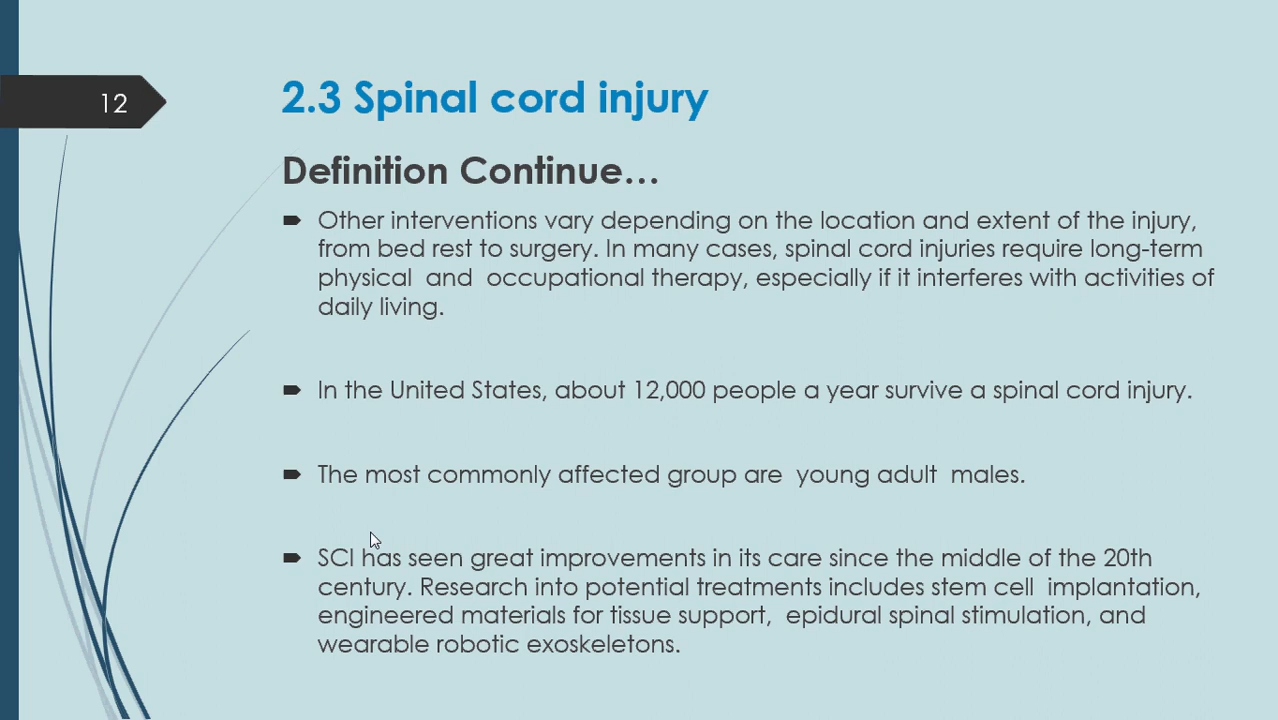 12
2.3 Spinal cord injury
Definition Continue…
Other interventions vary depending on the location and extent of the injury,
from bed rest to surgery. In many cases, spinal cord injuries require long-term
physical and occupational therapy, especially if it interferes with activities of
daily living.
In the United States, about 12,000 people a year survive a spinal cord injury.
The most commonly affected group are young adult males.
SCI has seen great improvements in its care since the middle of the 20th
century. Research into potential treatments includes stem cell implantation,
engineered materials for tissue support, epidural spinal stimulation, and
wearable robotic exoskeletons.